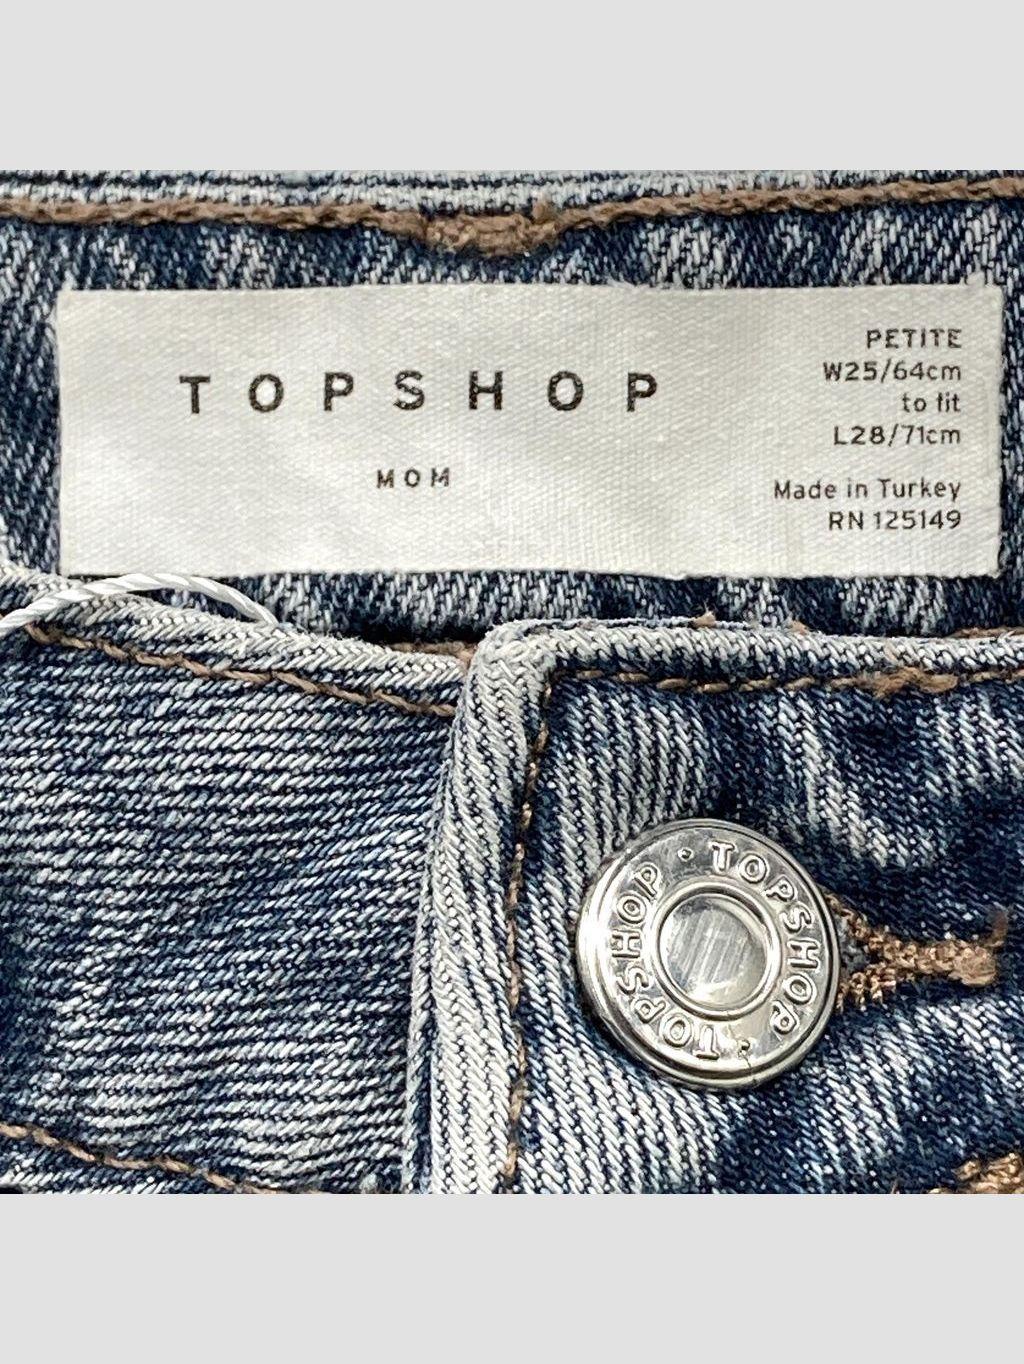 TOPSHOP
MOM
PETITE
W25/64cm
to fit
L28/71cm
Made in Turkey
RN 125149
TOPSHOP · TOPSHOP ·